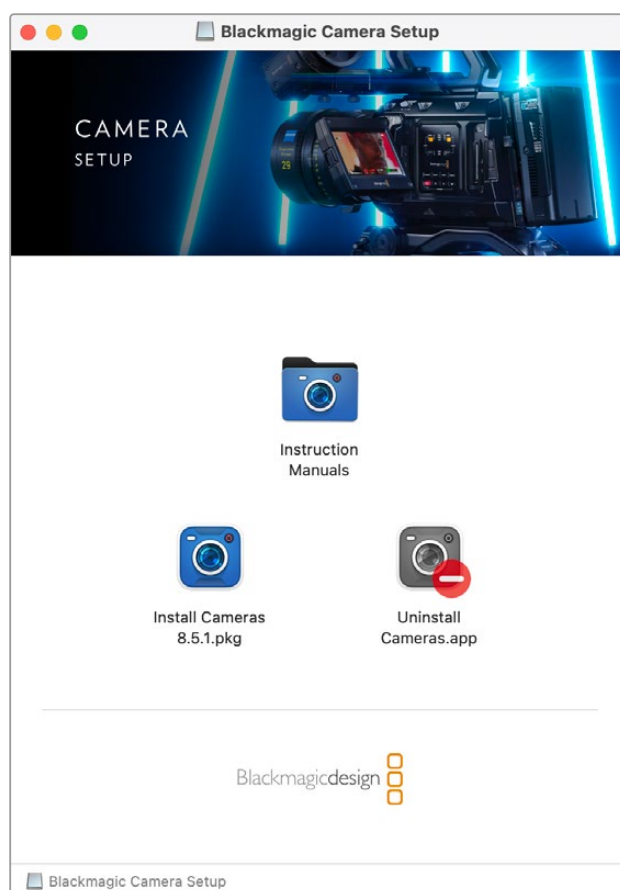 Blackmagic Camera Setup
CAMERA
SETUP
29
Instruction
Manuals
Install Cameras
8.5.1.pkg
Uninstall
Cameras.app
Blackmagicdesign
Blackmagic Camera Setup